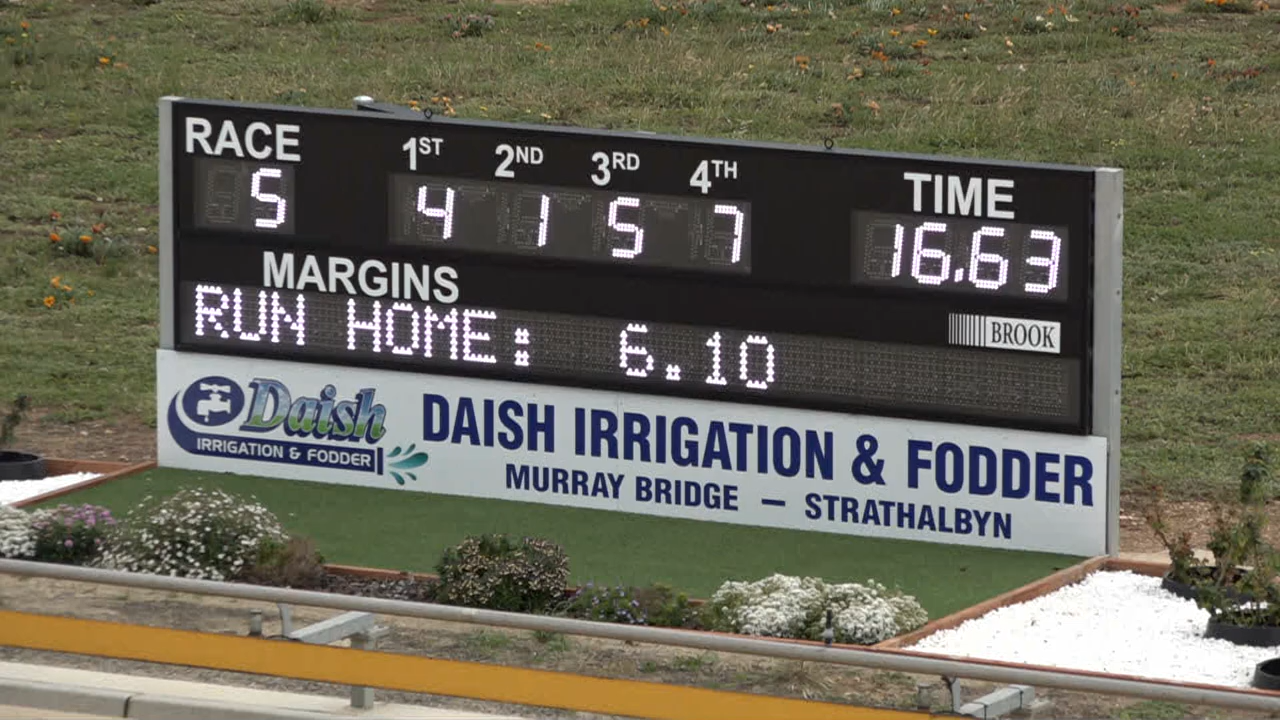 RACE 1ST 2ND 3RD 4TH TIME
5 4 1 5 7 16.63
MARGINS
RUN HOME: 6.10
BROOK
Daish
IRRIGATION & FODDER
DAISH IRRIGATION & FODDER
MURRAY BRIDGE – STRATHALBYN